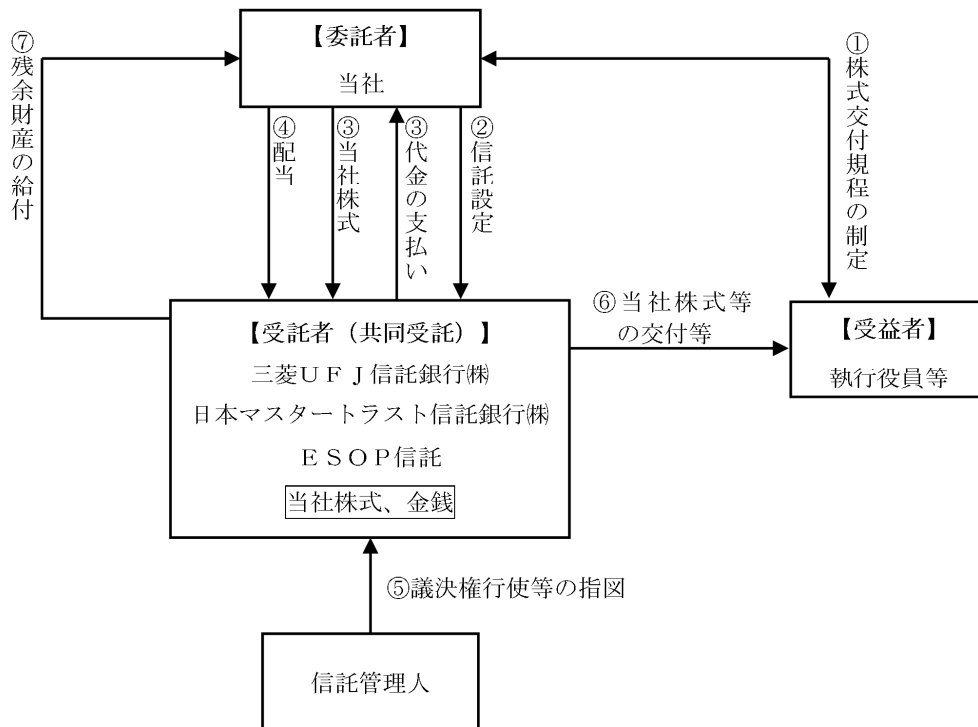 【委託者】
当社
⑦残余財産の給付
①株式交付規程の制定
④配当
③当社株式
③代金の支払い
②信託設定
⑥当社株式等
の交付等
【受託者（共同受託）】
三菱ＵＦＪ信託銀行㈱
日本マスタートラスト信託銀行㈱
ＥＳＯＰ信託
当社株式、金銭
【受益者】
執行役員等
⑤議決権行使等の指図
信託管理人